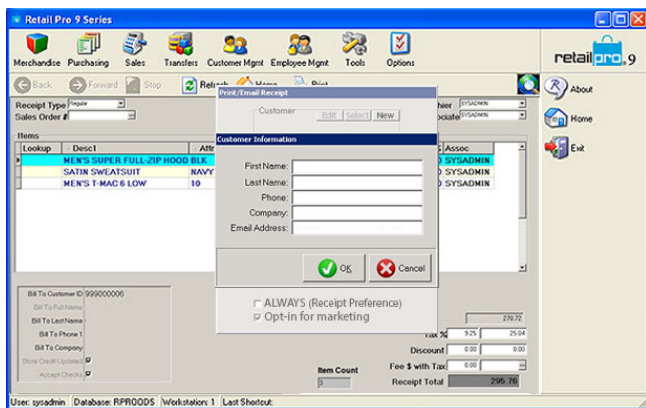 Retail Pro 9 Series
Merchandise Purchasing Sales Transfers Customer Mgmt Employee Mgmt Tools Options
retail pro.9
Back Forward Stop Refresh Home Print
About
Home
Exit
Print/Email Receipt
Customer Edit Select New
Receipt Type Regular
Sales Order #
SYSADMIN
SYSADMIN
Items
Lookup Desc1 Assoc
MEN'S SUPER FULL-ZIP HOOD BLK SYSADMIN
SATIN SWEATSUIT NAVY SYSADMIN
MEN'S T-MAC 6 LOW 10 SYSADMIN
Customer Information
First Name:
Last Name:
Phone:
Company:
Email Address:
OK Cancel
ALWAYS (Receipt Preference)
Opt-in for marketing
Bill To Customer ID 999000006
Bill To Full Name
Bill To Last Name
Bill To Phone 1
Bill To Company
Store Credit Updated
Accept Checks
Item Count
3
270.72
Tax % 9.25 25.04
Discount 0.00 0.00
Fee $ with Tax 0.00
Receipt Total 295.76
User: sysadmin Database: RPROODS Workstation: 1 Last Shortcut: